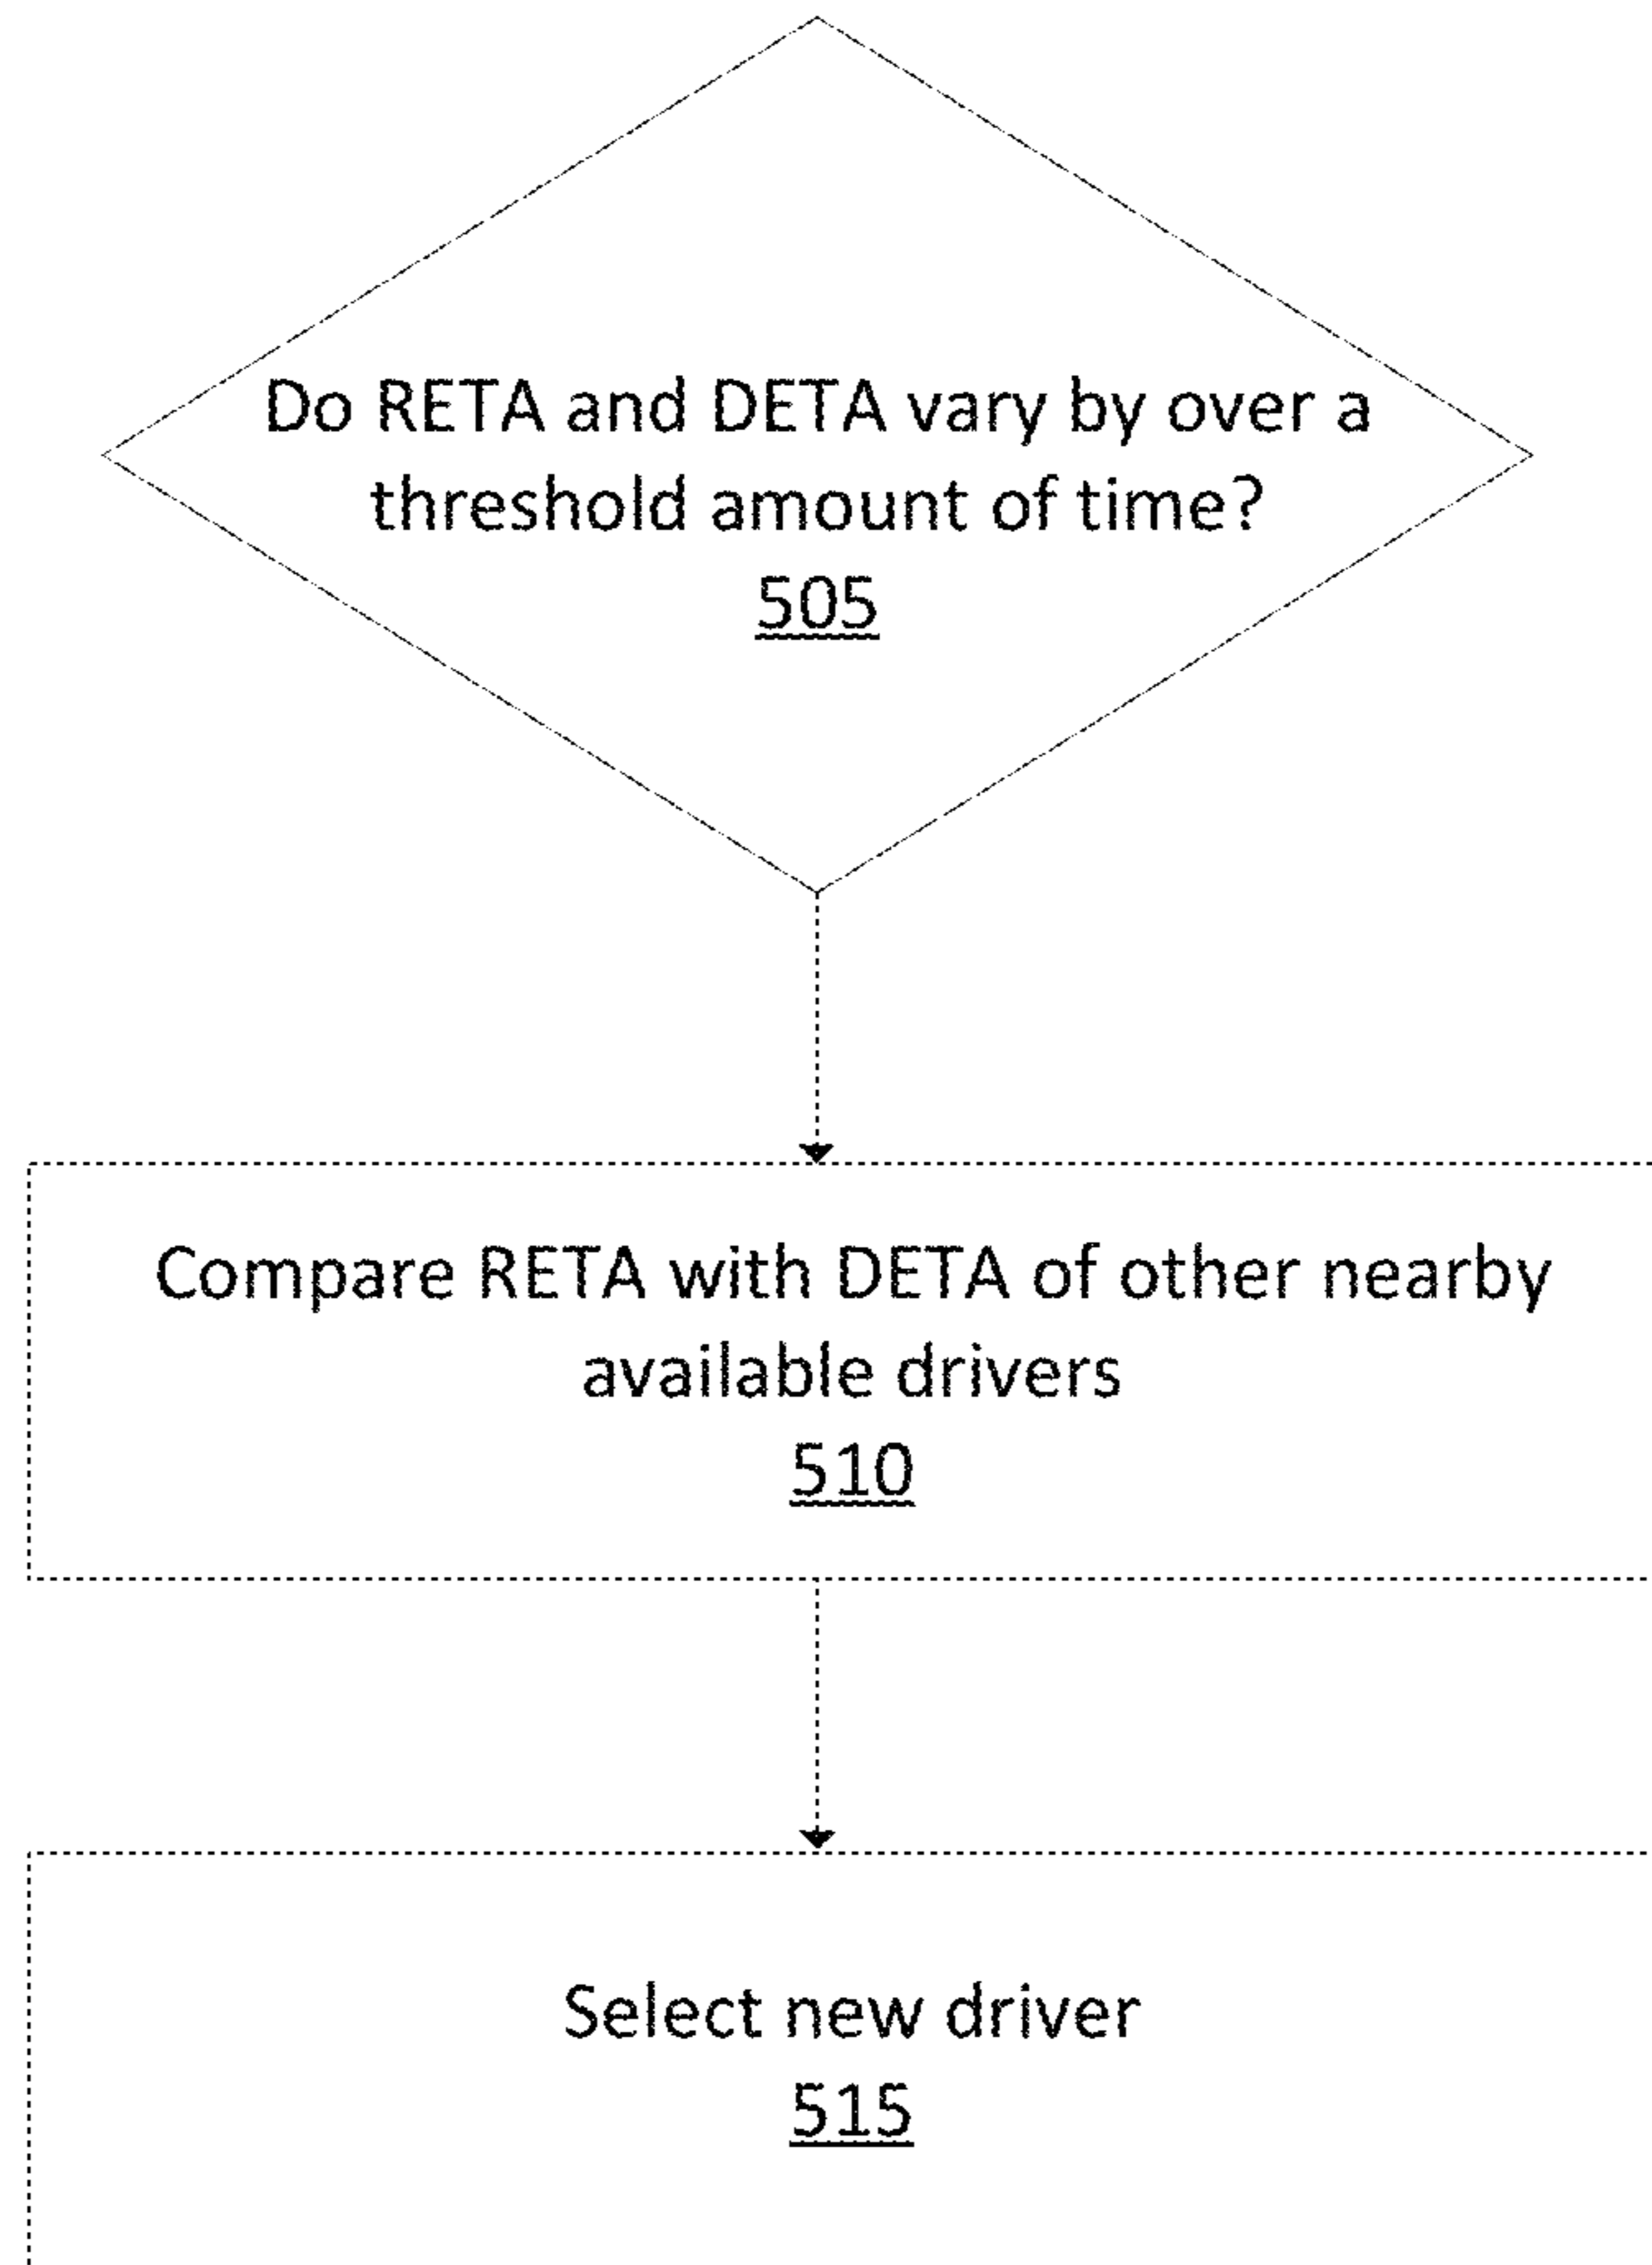 Do RETA and DETA vary by over a
threshold amount of time?
505
Compare RETA with DETA of other nearby
available drivers
510
Select new driver
515